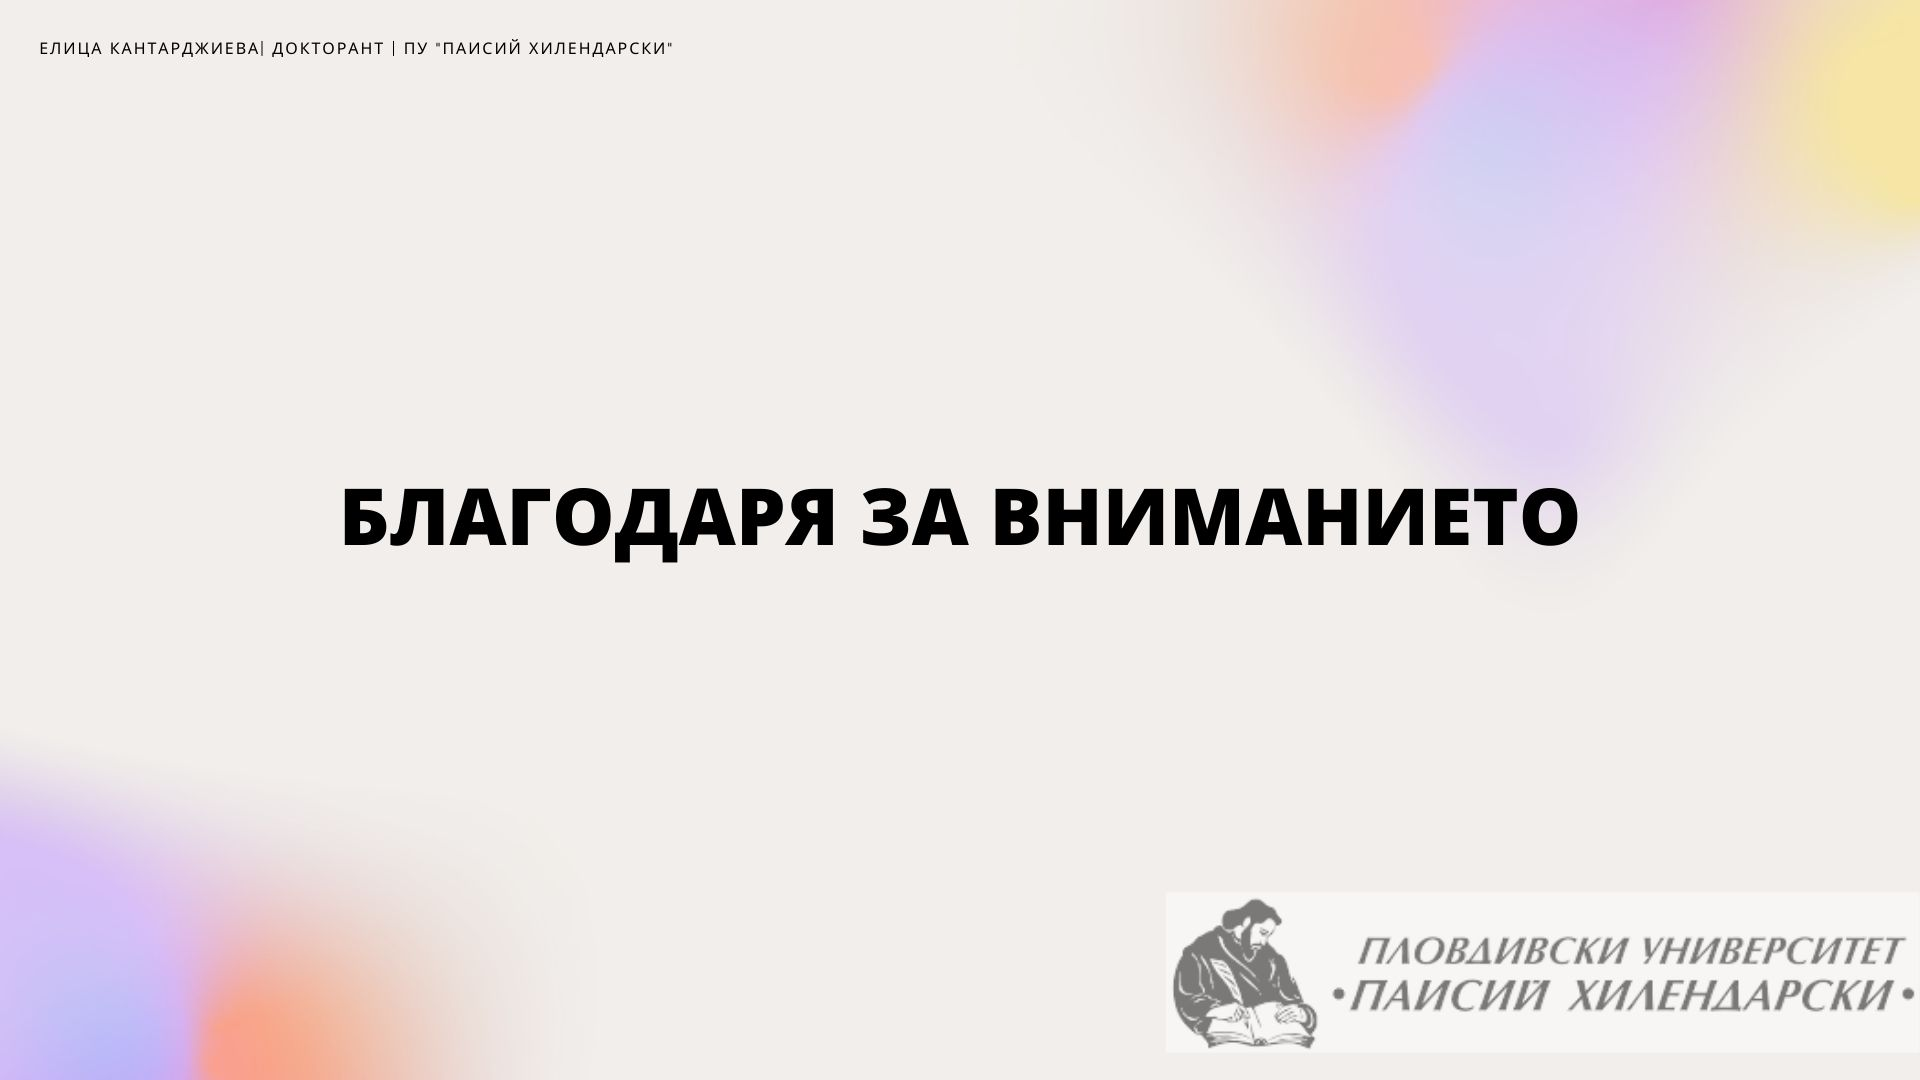 ЕЛИЦА КАНТАРДЖИЕВА| ДОКТОРАНТ | ПУ "ПАИСИЙ ХИЛЕНДАРСКИ"
БЛАГОДАРЯ ЗА ВНИМАНИЕТО
ПЛОВДИВСКИ УНИВЕРСИТЕТ
•ПАИСИЙ ХИЛЕНДАРСКИ•